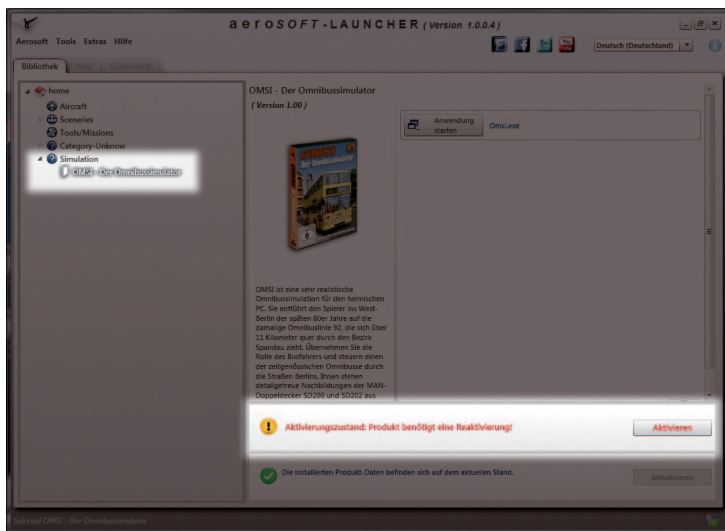 aeroSOFT-LAUNCHER (Version 1.0.0.4)
Aerosoft Tools Extras Hilfe
Deutsch (Deutschland)
Bibliothek Shop Community
home
Aircraft
Sceneries
Tools/Missions
Category-Unknow
Simulation
OMSI - Der Omnibussimulator
OMSI - Der Omnibussimulator
( Version 1.00 )
OMSI
Der Omnibussimulator
OMSI ist eine sehr realistische
Omnibussimulation für den heimischen
PC. Sie entführt den Spieler ins West-
Berlin der späten 80er Jahre auf die
damalige Omnibuslinie 92, die sich über
11 Kilometer quer durch den Bezirk
Spandau zieht. Übernehmen Sie die
Rolle des Busfahrers und steuern einen
der zeitgenössischen Omnibusse durch
die Straßen Berlins. Ihnen stehen
detailgetreue Nachbildungen der MAN-
Doppeldecker SD200 und SD202 aus
Anwendung
starten
Omsi.exe
Aktivierungszustand: Produkt benötigt eine Reaktivierung!
Aktivieren
Die installierten Produkt-Daten befinden sich auf dem aktuellen Stand.
Aktualisieren
Selected OMSI - Der Omnibussimulator